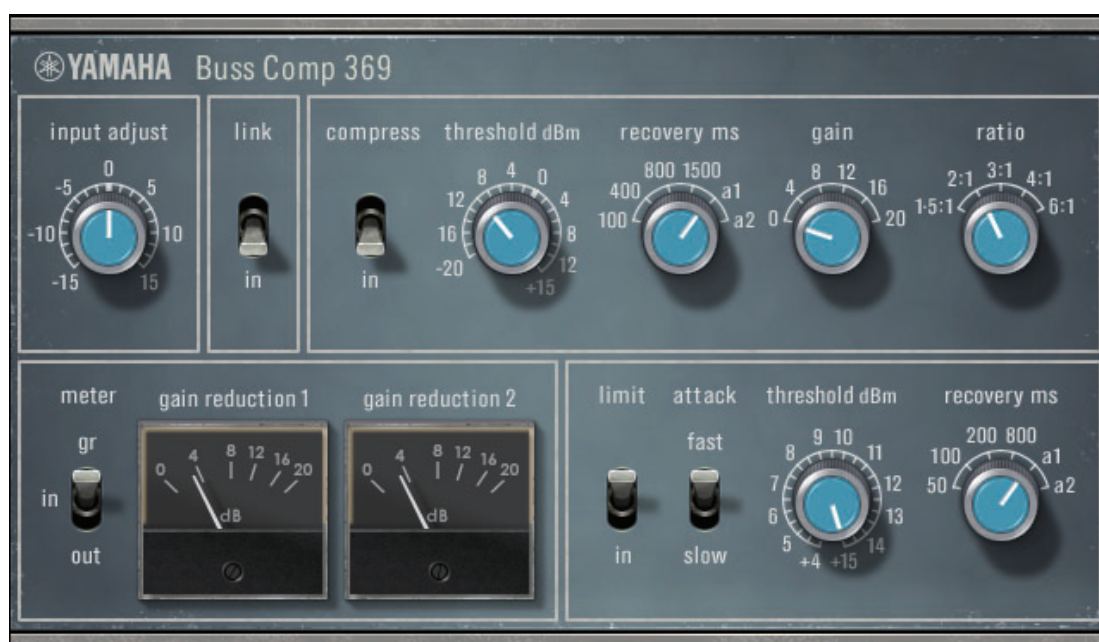 YAMAHA Buss Comp 369
input adjust
0
-5 5
-10 10
-15 15
link
in
compress
in
threshold dBm
4 0
8 4
12
16 8
-20 12
+15
recovery ms
800 1500
400 a1
100 a2
gain
8 12
4 16
0 20
ratio
3:1
2:1 4:1
1·5:1 6:1
meter
gr
in
out
gain reduction 1
0 4 8 12 16 20
dB
gain reduction 2
0 4 8 12 16 20
dB
limit
in
attack
fast
slow
threshold dBm
9 10
8 11
7 12
6 13
5 14
+4 +15
recovery ms
200 800
100 a1
50 a2